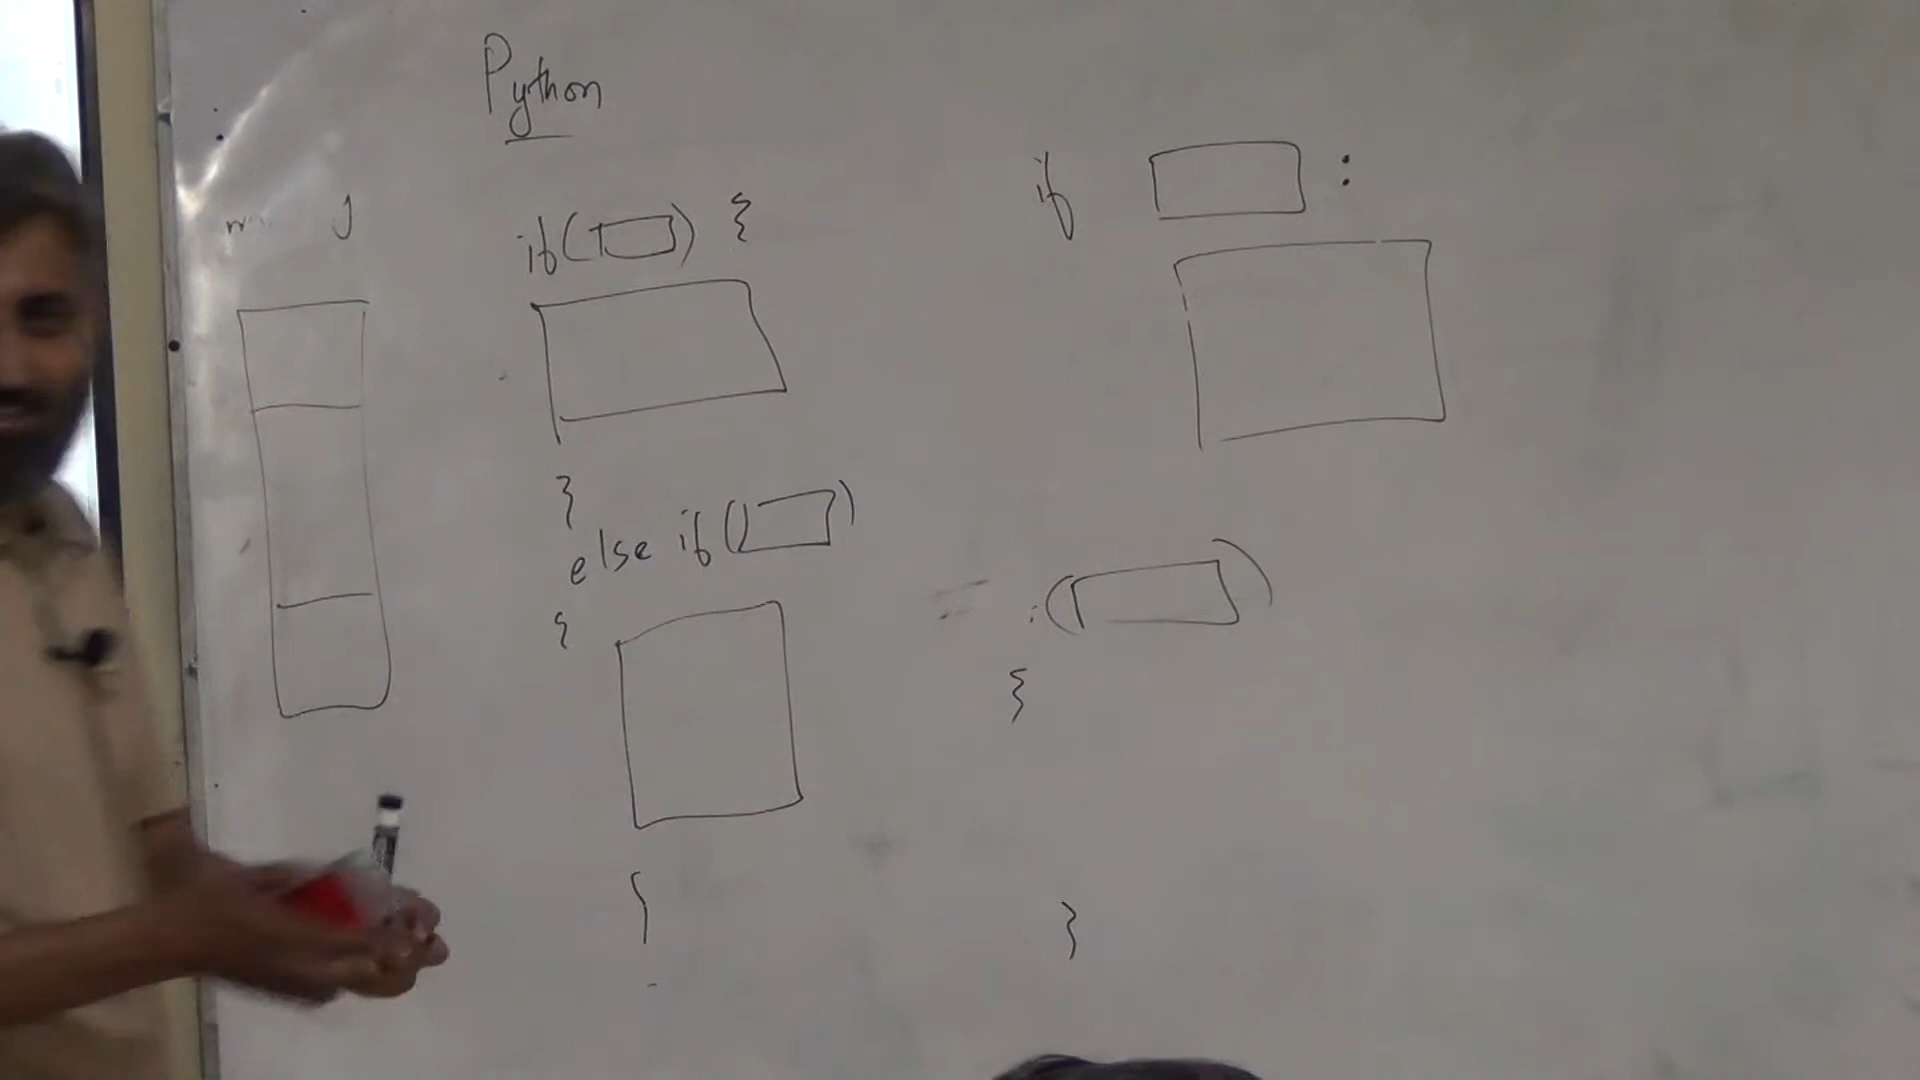 Python
if ( ) {
}
else if ( )
{
}
if :
( )
{
}